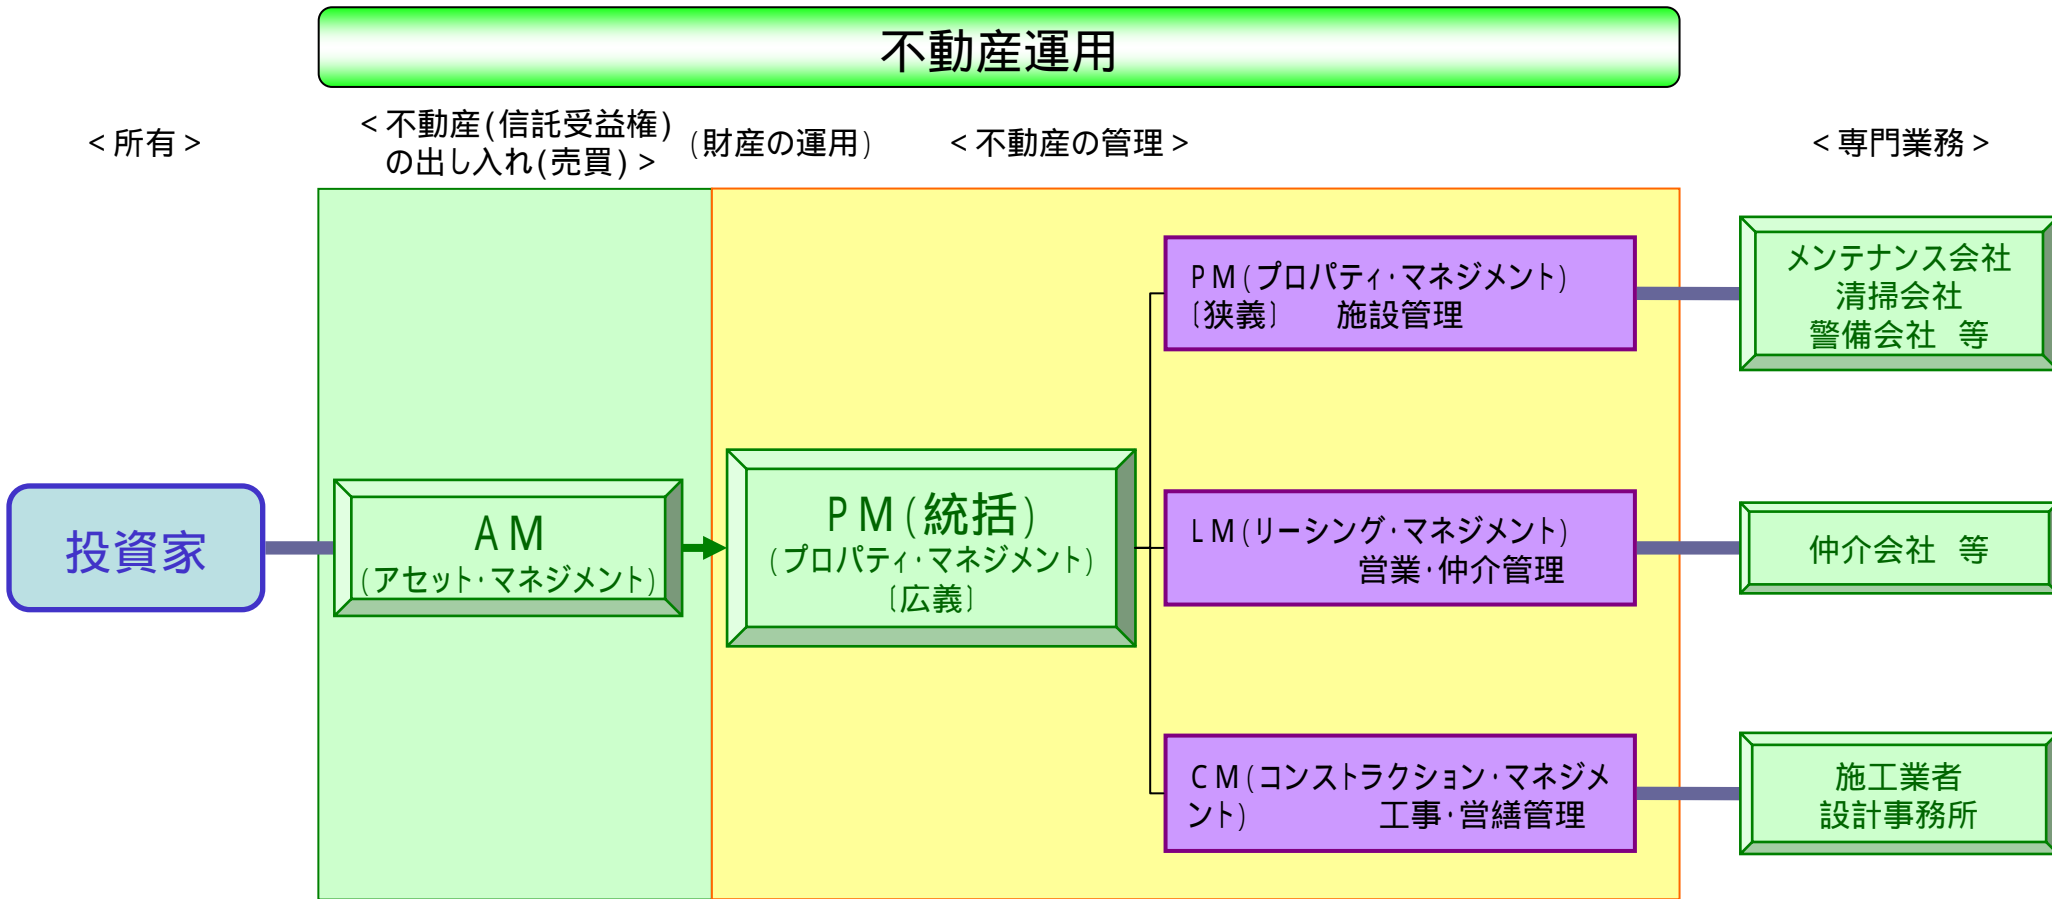 不動産運用
<所有>
<不動産(信託受益権)
の出し入れ(売買)>
(財産の運用)
<不動産の管理>
<専門業務>
投資家
AM
(アセット・マネジメント)
PM(統括)
(プロパティ・マネジメント)
〔広義〕
PM(プロパティ・マネジメント)
〔狭義〕 施設管理
LM(リーシング・マネジメント)
営業・仲介管理
CM(コンストラクション・マネジメ
ント) 工事・営繕管理
メンテナンス会社
清掃会社
警備会社 等
仲介会社 等
施工業者
設計事務所